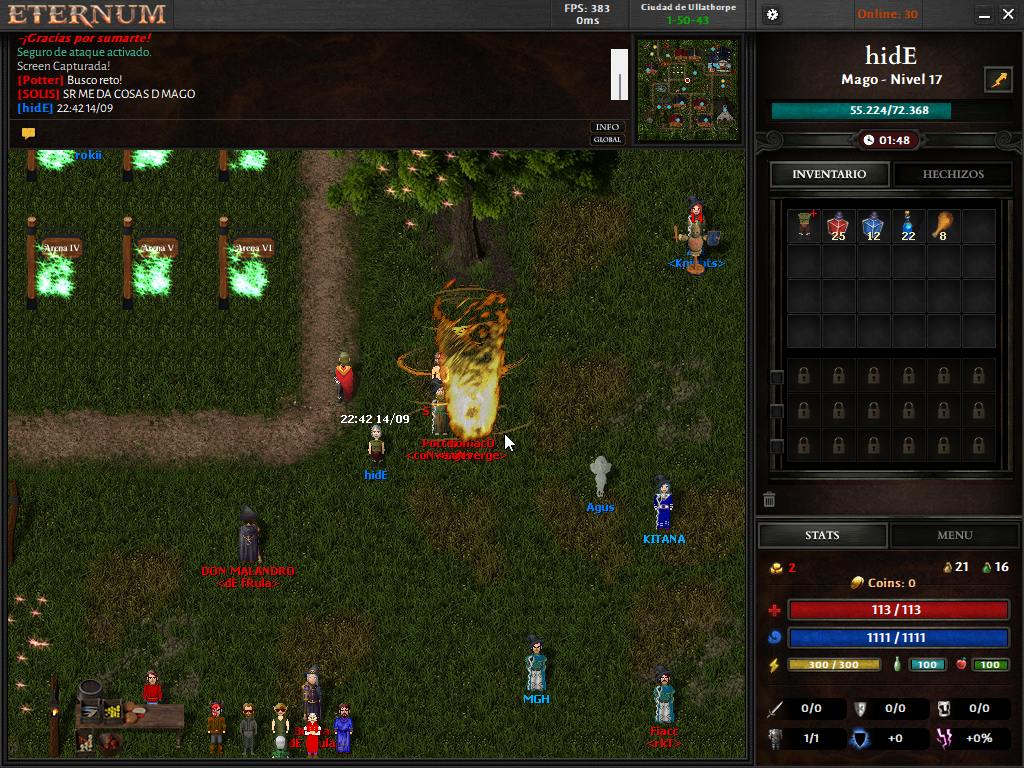 ETERNUM
FPS: 383
0ms
Ciudad de Ullathorpe
1-50-43
Online: 30
-¡Gracias por sumarte!
Seguro de ataque activado.
Screen Capturada!
[Potter] Busco reto!
[SOLIS] SR ME DA COSAS D MAGO
[hidE] 22:42 14/09
INFO
GLOBAL
hidE
Mago - Nivel 17
55.224/72.368
01:48
INVENTARIO
HECHIZOS
25
12
22
8
rokii
Arena IV
Arena V
Arena VI
22:42 14/09
hidE
Agus
KITANA
DON MALANDRO
<dEfRula>
MGH
Fiacc
<rKT>
STATS
MENU
2
21
16
Coins: 0
113 / 113
1111 / 1111
300 / 300
100
100
0/0
0/0
0/0
1/1
+0
+0%